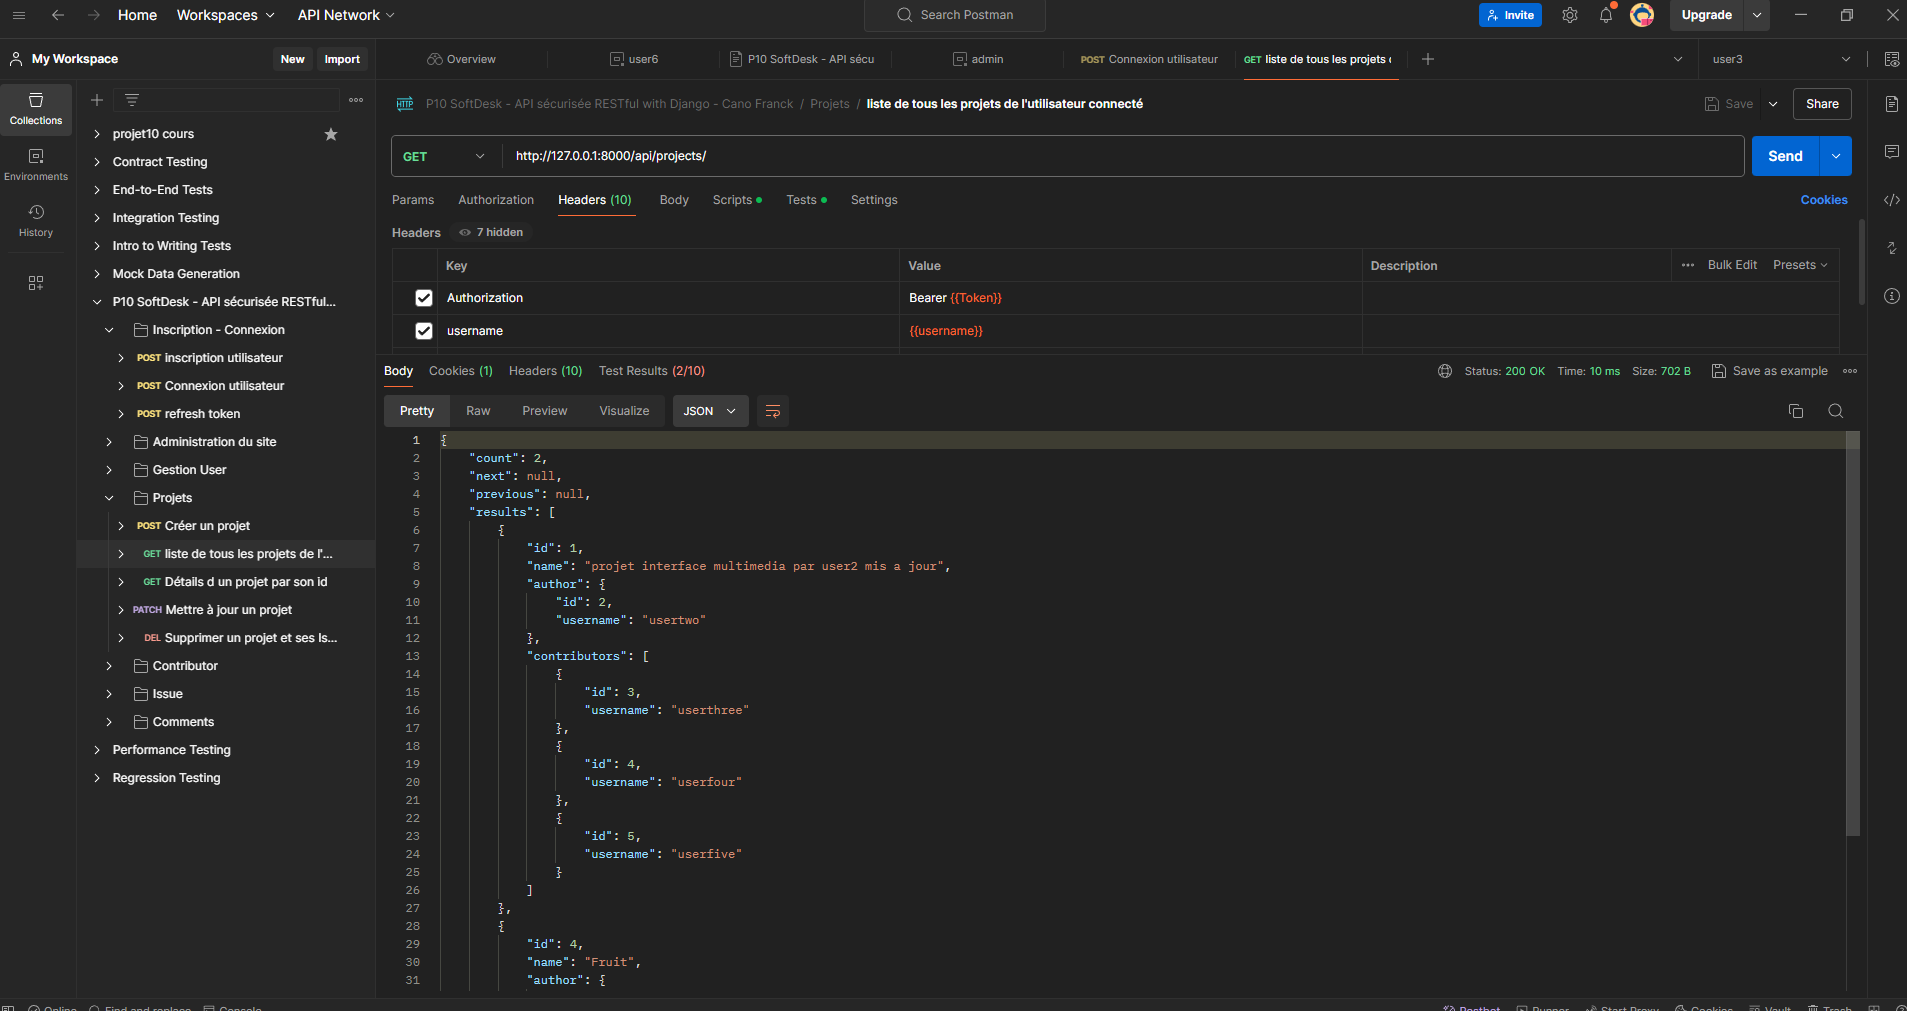 Home Workspaces API Network Search Postman Invite Upgrade
My Workspace New Import Overview user6 P10 SoftDesk - API sécu admin POST Connexion utilisateur GET liste de tous les projets user3
Collections
Environments
History
projet10 cours
Contract Testing
End-to-End Tests
Integration Testing
Intro to Writing Tests
Mock Data Generation
P10 SoftDesk - API sécurisée RESTful...
Inscription - Connexion
POST inscription utilisateur
POST Connexion utilisateur
POST refresh token
Administration du site
Gestion User
Projets
POST Créer un projet
GET liste de tous les projets de l'...
GET Détails d un projet par son id
PATCH Mettre à jour un projet
DEL Supprimer un projet et ses Is...
Contributor
Issue
Comments
Performance Testing
Regression Testing
HTTP P10 SoftDesk - API sécurisée RESTful with Django - Cano Franck / Projets / liste de tous les projets de l'utilisateur connecté Save Share
GET http://127.0.0.1:8000/api/projects/ Send
Params Authorization Headers (10) Body Scripts Tests Settings Cookies
Headers 7 hidden
Key Value Description Bulk Edit Presets
Authorization Bearer {{Token}}
username {{username}}
Body Cookies (1) Headers (10) Test Results (2/10) Status: 200 OK Time: 10 ms Size: 702 B Save as example
Pretty Raw Preview Visualize JSON
1 {
2 "count": 2,
3 "next": null,
4 "previous": null,
5 "results": [
6 {
7 "id": 1,
8 "name": "projet interface multimedia par user2 mis a jour",
9 "author": {
10 "id": 2,
11 "username": "usertwo"
12 },
13 "contributors": [
14 {
15 "id": 3,
16 "username": "userthree"
17 },
18 {
19 "id": 4,
20 "username": "userfour"
21 },
22 {
23 "id": 5,
24 "username": "userfive"
25 }
26 ]
27 },
28 {
29 "id": 4,
30 "name": "Fruit",
31 "author": {
Online Find and replace Console Postbot Runner Start Proxy Cookies Vault Trash